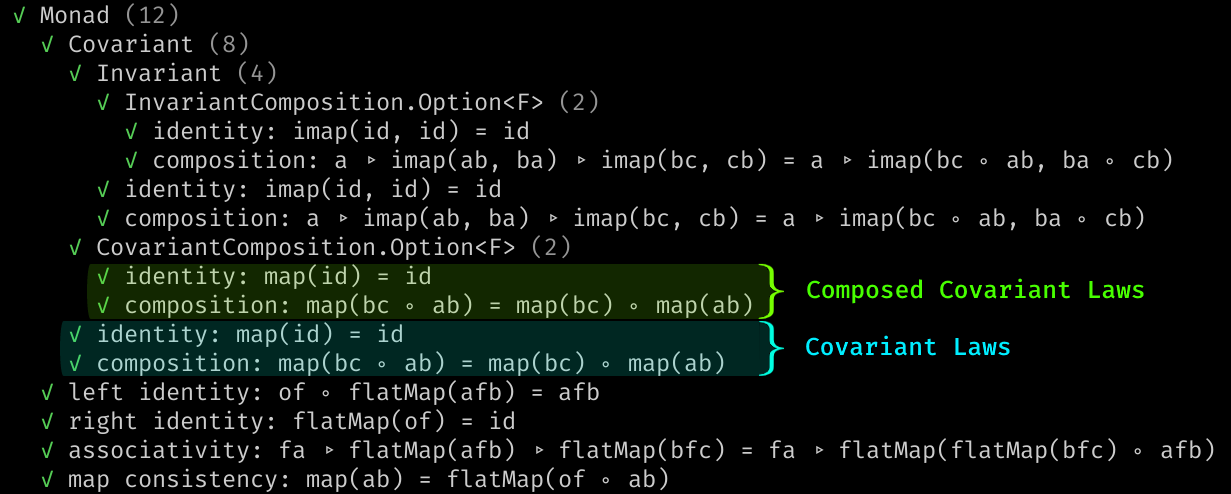 ✓ Monad (12)
✓ Covariant (8)
✓ Invariant (4)
✓ InvariantComposition.Option<F> (2)
✓ identity: imap(id, id) = id
✓ composition: a ▹ imap(ab, ba) ▹ imap(bc, cb) = a ▹ imap(bc ∘ ab, ba ∘ cb)
✓ identity: imap(id, id) = id
✓ composition: a ▹ imap(ab, ba) ▹ imap(bc, cb) = a ▹ imap(bc ∘ ab, ba ∘ cb)
✓ CovariantComposition.Option<F> (2)
✓ identity: map(id) = id
✓ composition: map(bc ∘ ab) = map(bc) ∘ map(ab)
Composed Covariant Laws
✓ identity: map(id) = id
✓ composition: map(bc ∘ ab) = map(bc) ∘ map(ab)
Covariant Laws
✓ left identity: of ∘ flatMap(afb) = afb
✓ right identity: flatMap(of) = id
✓ associativity: fa ▹ flatMap(afb) ▹ flatMap(bfc) = fa ▹ flatMap(flatMap(bfc) ∘ afb)
✓ map consistency: map(ab) = flatMap(of ∘ ab)